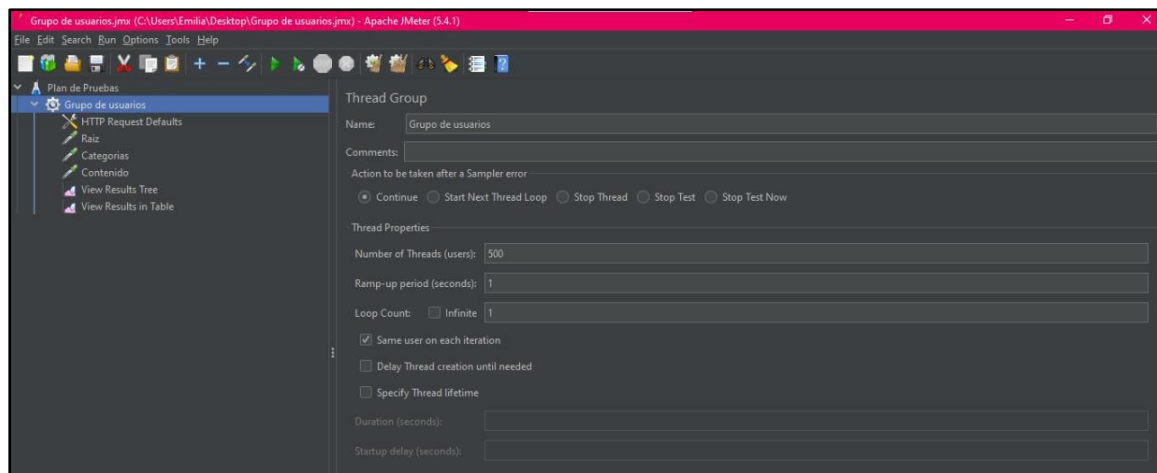 Grupo de usuarios.jmx (C:\Users\Emilia\Desktop\Grupo de usuarios.jmx) - Apache JMeter (5.4.1)
File Edit Search Run Options Tools Help
Plan de Pruebas
Grupo de usuarios
HTTP Request Defaults
Raiz
Categorias
Contenido
View Results Tree
View Results in Table
Thread Group
Name: Grupo de usuarios
Comments:
Action to be taken after a Sampler error
Continue Start Next Thread Loop Stop Thread Stop Test Stop Test Now
Thread Properties
Number of Threads (users): 500
Ramp-up period (seconds): 1
Loop Count: Infinite 1
Same user on each iteration
Delay Thread creation until needed
Specify Thread lifetime
Duration (seconds):
Startup delay (seconds):